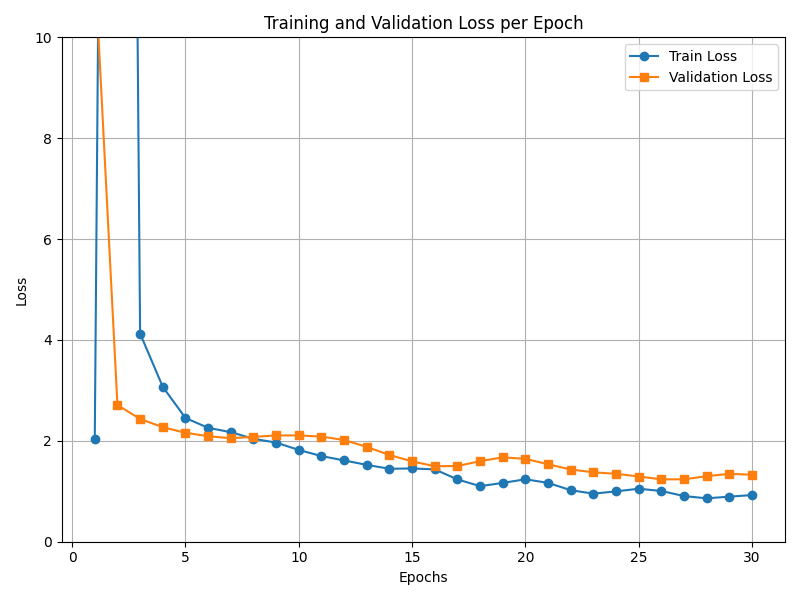 Training and Validation Loss per Epoch
Train Loss
Validation Loss
10
8
6
4
2
0
Loss
0 5 10 15 20 25 30
Epochs